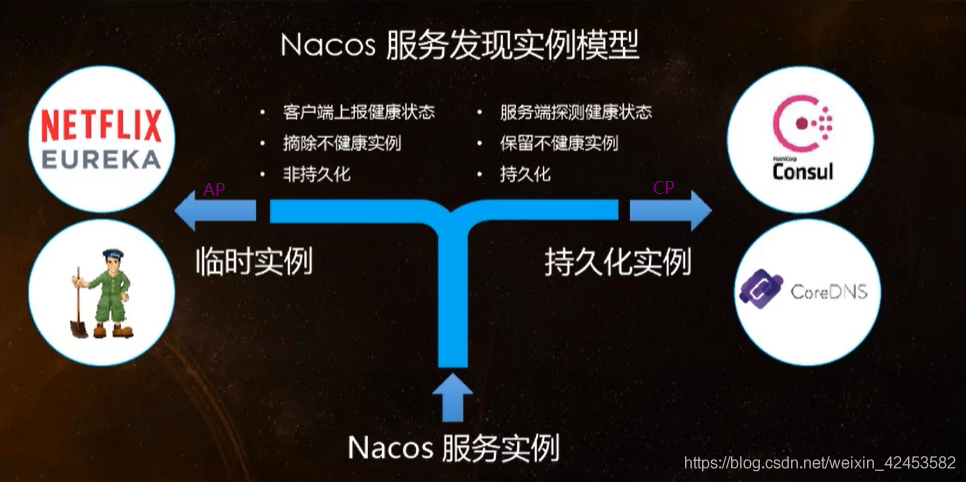 Nacos 服务发现实例模型
NETFLIX
EUREKA
• 客户端上报健康状态
• 摘除不健康实例
• 非持久化
• 服务端探测健康状态
• 保留不健康实例
• 持久化
HashiCorp
Consul
AP
CP
临时实例
持久化实例
CoreDNS
Nacos 服务实例
https://blog.csdn.net/weixin_42453582